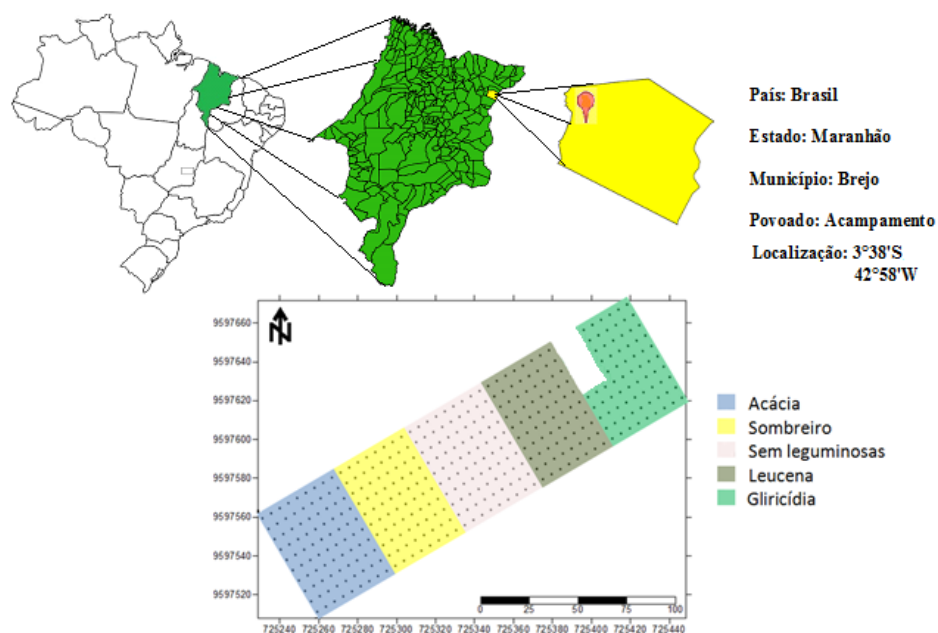 País: Brasil
Estado: Maranhão
Município: Brejo
Povoado: Acampamento
Localização: 3°38'S
42°58'W
N
9597660
9597640
9597620
9597600
9597580
9597560
9597540
9597520
Acácia
Sombreiro
Sem leguminosas
Leucena
Gliricídia
0 25 50 75 100
725240 725260 725280 725300 725320 725340 725360 725380 725400 725420 725440